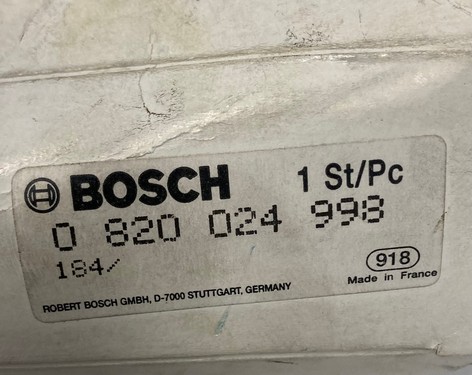 BOSCH 1 St/Pc
0 820 024 998
184/
918
Made in France
ROBERT BOSCH GMBH, D-7000 STUTTGART, GERMANY